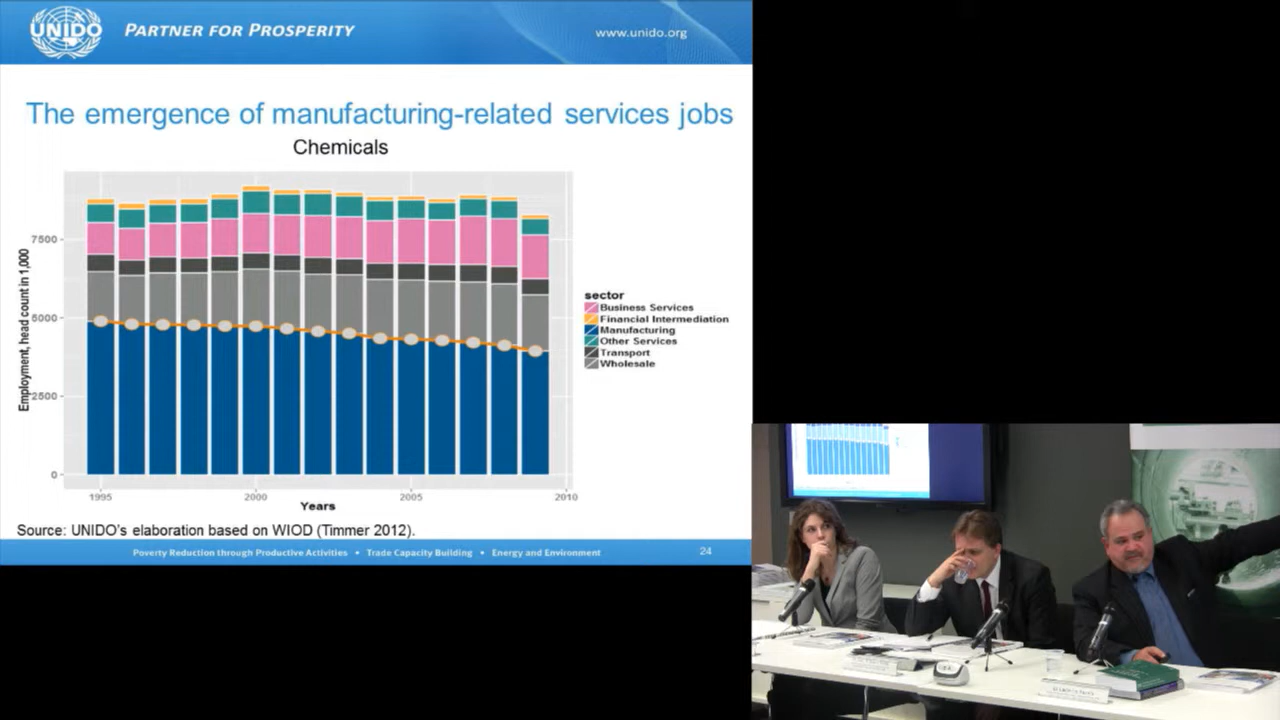 UNIDO
PARTNER FOR PROSPERITY
www.unido.org
The emergence of manufacturing-related services jobs
Chemicals
Employment, head count in 1,000
7500
5000
2500
0
1995
2000
2005
2010
Years
sector
Business Services
Financial Intermediation
Manufacturing
Other Services
Transport
Wholesale
Source: UNIDO's elaboration based on WIOD (Timmer 2012).
Poverty Reduction through Productive Activities • Trade Capacity Building • Energy and Environment
24